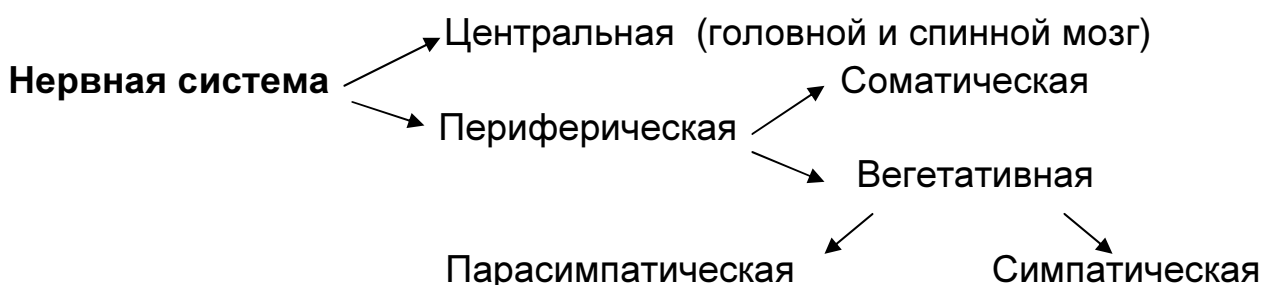 Центральная (головной и спинной мозг)
Нервная система
Соматическая
Периферическая
Вегетативная
Парасимпатическая
Симпатическая